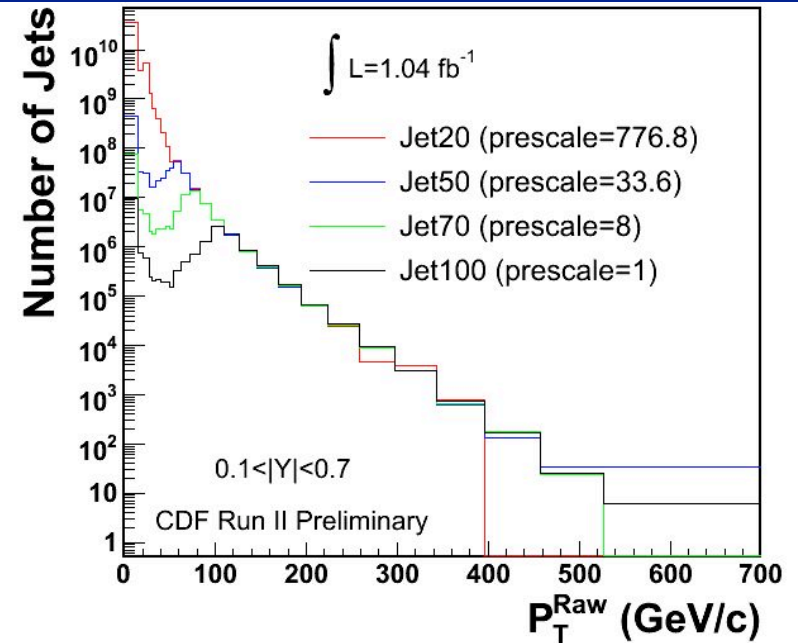 Number of Jets
10^10
10^9
10^8
10^7
10^6
10^5
10^4
10^3
10^2
10
1
∫ L=1.04 fb^-1
Jet20 (prescale=776.8)
Jet50 (prescale=33.6)
Jet70 (prescale=8)
Jet100 (prescale=1)
0.1<|Y|<0.7
CDF Run II Preliminary
0 100 200 300 400 500 600 700
P_T^Raw (GeV/c)